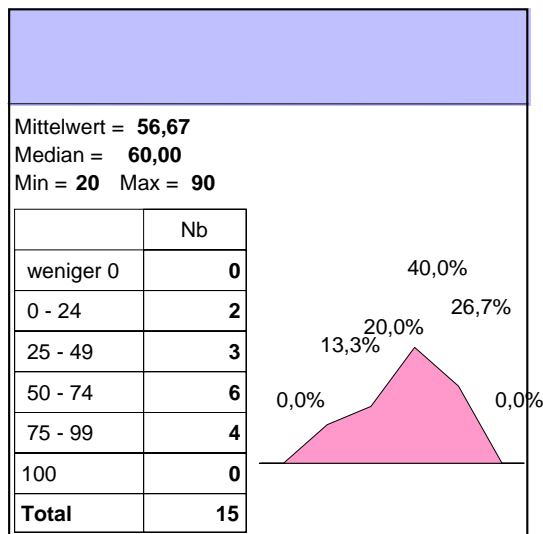 Mittelwert = 56,67
Median = 60,00
Min = 20 Max = 90
Nb
weniger 0 0
0 - 24 2
25 - 49 3
50 - 74 6
75 - 99 4
100 0
Total 15
40,0%
26,7%
20,0%
13,3%
0,0%
0,0%